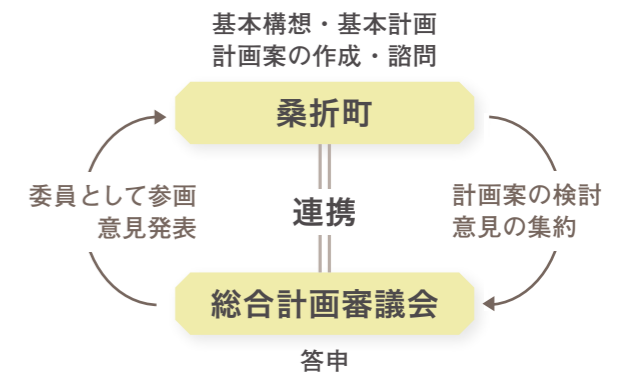 基本構想・基本計画
計画案の作成・諮問
桑折町
委員として参画
意見発表
連携
計画案の検討
意見の集約
総合計画審議会
答申